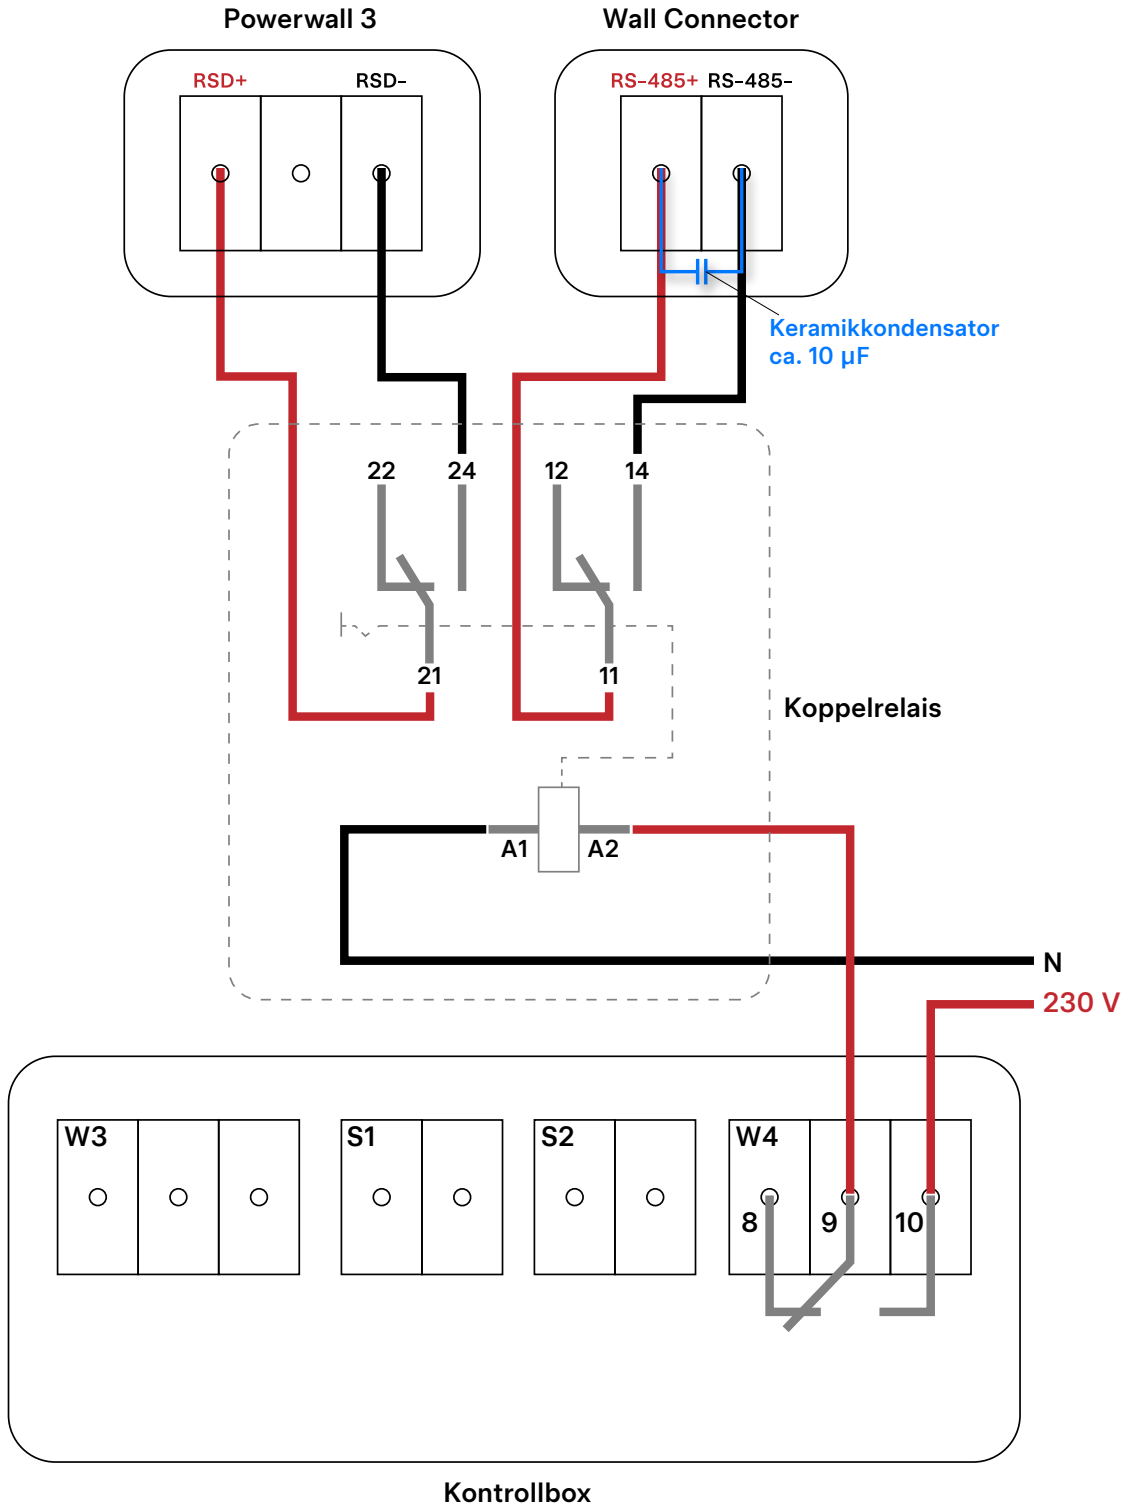 Powerwall 3
Wall Connector
RSD+
RSD-
RS-485+
RS-485-
Keramikkondensator
ca. 10 µF
22
24
12
14
21
11
Koppelrelais
A1
A2
N
230 V
W3
S1
S2
W4
8
9
10
Kontrollbox